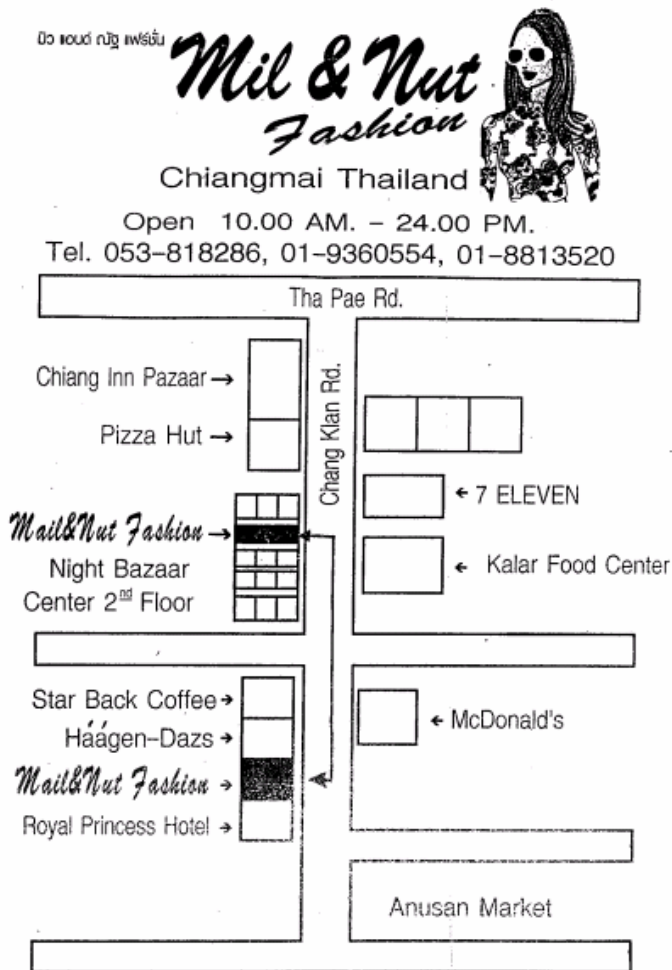 มิว แอนด์ ณัฐ แฟร์ชั่น
Mil & Nut
Fashion
Chiangmai Thailand
Open 10.00 AM. – 24.00 PM.
Tel. 053–818286, 01–9360554, 01–8813520
Tha Pae Rd.
Chang Klan Rd.
Chiang Inn Pazaar →
Pizza Hut →
← 7 ELEVEN
Mail&Nut Fashion →
Night Bazaar
Center 2nd Floor
← Kalar Food Center
Star Back Coffee →
Háágen–Dazs →
← McDonald's
Mail&Nut Fashion →
Royal Princess Hotel →
Anusan Market